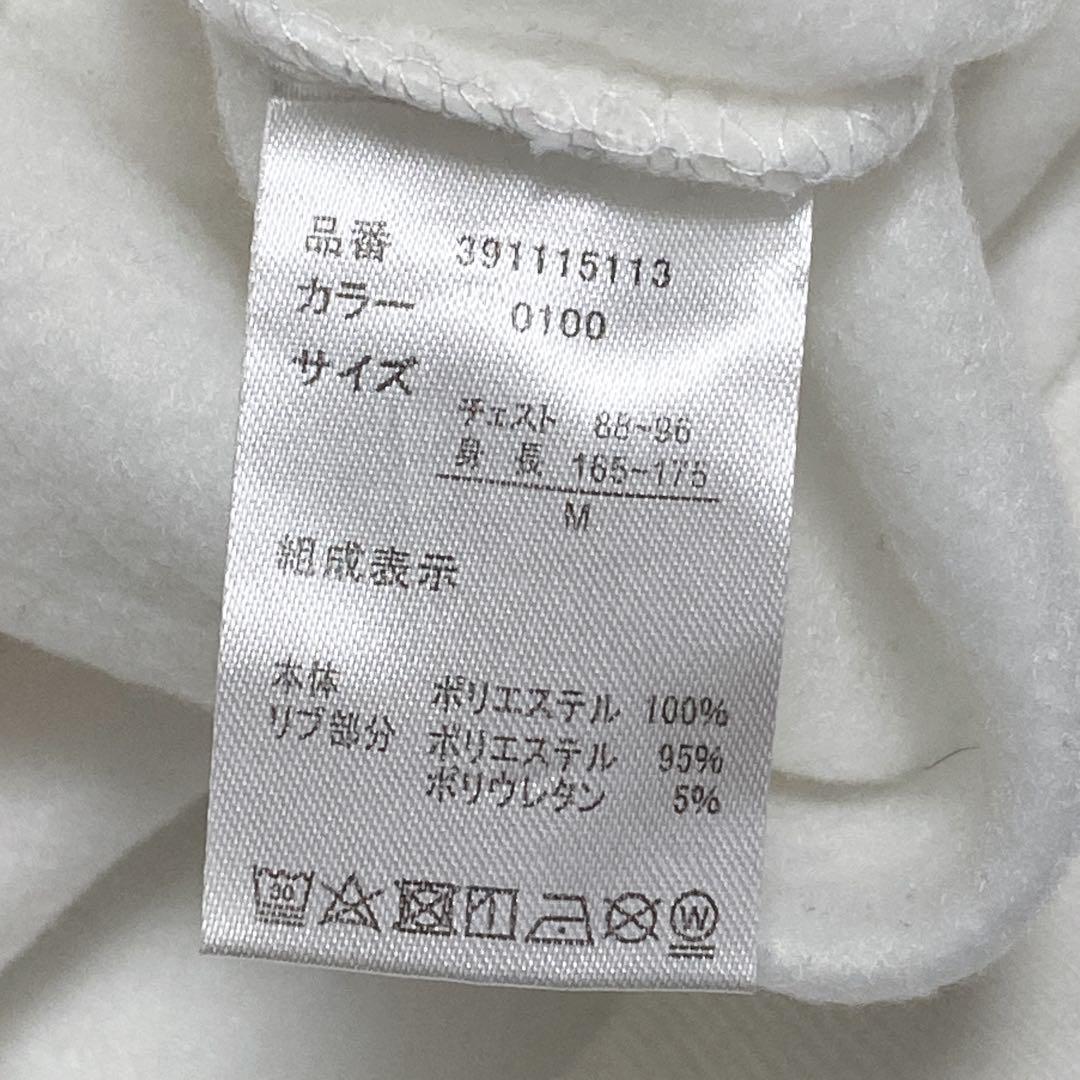 品番 391115113
カラー 0100
サイズ
チェスト 88~96
身長 165~175
M
組成表示
本体 ポリエステル 100%
リブ部分 ポリエステル 95%
ポリウレタン 5%
30 W